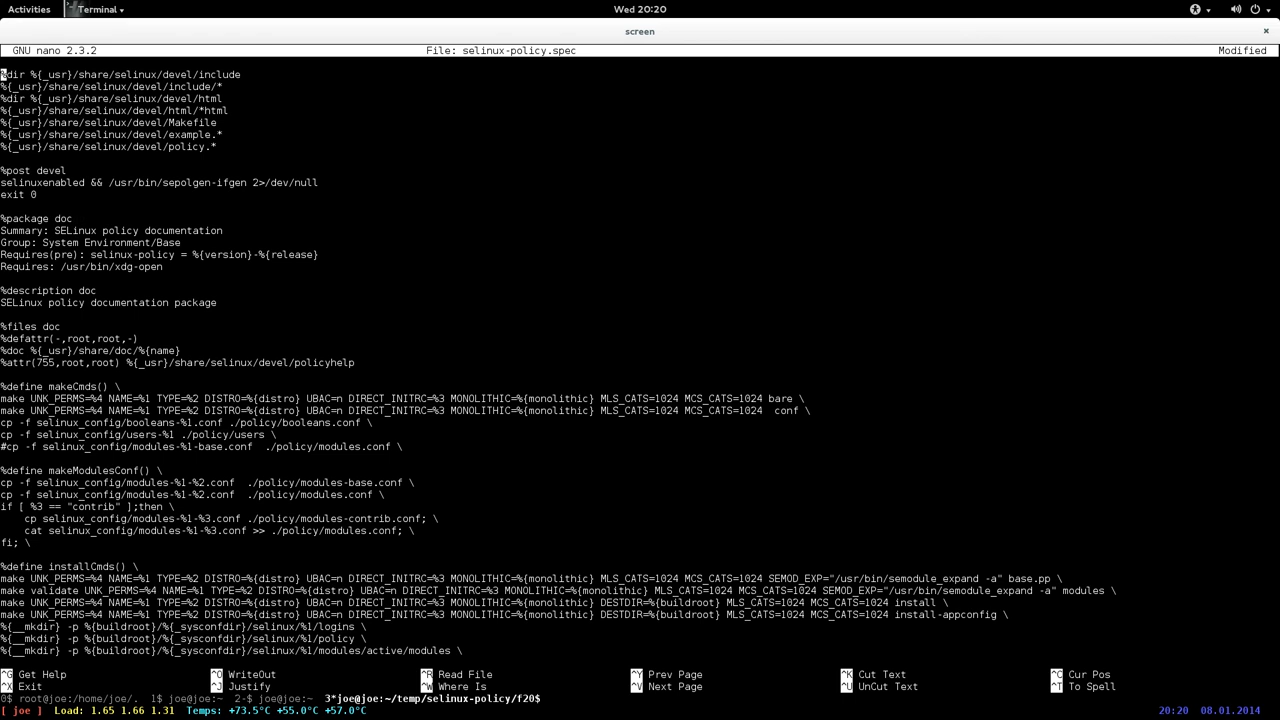 Activities Terminal Wed 20:20
screen ×
GNU nano 2.3.2 File: selinux-policy.spec Modified
%dir %{_usr}/share/selinux/devel/include
%{_usr}/share/selinux/devel/include/*
%dir %{_usr}/share/selinux/devel/html
%{_usr}/share/selinux/devel/html/*html
%{_usr}/share/selinux/devel/Makefile
%{_usr}/share/selinux/devel/example.*
%{_usr}/share/selinux/devel/policy.*
%post devel
selinuxenabled && /usr/bin/sepolgen-ifgen 2>/dev/null
exit 0
%package doc
Summary: SELinux policy documentation
Group: System Environment/Base
Requires(pre): selinux-policy = %{version}-%{release}
Requires: /usr/bin/xdg-open
%description doc
SELinux policy documentation package
%files doc
%defattr(-,root,root,-)
%doc %{_usr}/share/doc/%{name}
%attr(755,root,root) %{_usr}/share/selinux/devel/policyhelp
%define makeCmds() \
make UNK_PERMS=%4 NAME=%1 TYPE=%2 DISTRO=%{distro} UBAC=n DIRECT_INITRC=%3 MONOLITHIC=%{monolithic} MLS_CATS=1024 MCS_CATS=1024 bare \
make UNK_PERMS=%4 NAME=%1 TYPE=%2 DISTRO=%{distro} UBAC=n DIRECT_INITRC=%3 MONOLITHIC=%{monolithic} MLS_CATS=1024 MCS_CATS=1024  conf \
cp -f selinux_config/booleans-%1.conf ./policy/booleans.conf \
cp -f selinux_config/users-%1 ./policy/users \
#cp -f selinux_config/modules-%1-base.conf  ./policy/modules.conf \
%define makeModulesConf() \
cp -f selinux_config/modules-%1-%2.conf  ./policy/modules-base.conf \
cp -f selinux_config/modules-%1-%2.conf  ./policy/modules.conf \
if [ %3 == "contrib" ];then \
    cp selinux_config/modules-%1-%3.conf ./policy/modules-contrib.conf; \
    cat selinux_config/modules-%1-%3.conf >> ./policy/modules.conf; \
fi; \
%define installCmds() \
make UNK_PERMS=%4 NAME=%1 TYPE=%2 DISTRO=%{distro} UBAC=n DIRECT_INITRC=%3 MONOLITHIC=%{monolithic} MLS_CATS=1024 MCS_CATS=1024 SEMOD_EXP="/usr/bin/semodule_expand -a" base.pp \
make validate UNK_PERMS=%4 NAME=%1 TYPE=%2 DISTRO=%{distro} UBAC=n DIRECT_INITRC=%3 MONOLITHIC=%{monolithic} MLS_CATS=1024 MCS_CATS=1024 SEMOD_EXP="/usr/bin/semodule_expand -a" modules \
make UNK_PERMS=%4 NAME=%1 TYPE=%2 DISTRO=%{distro} UBAC=n DIRECT_INITRC=%3 MONOLITHIC=%{monolithic} DESTDIR=%{buildroot} MLS_CATS=1024 MCS_CATS=1024 install \
make UNK_PERMS=%4 NAME=%1 TYPE=%2 DISTRO=%{distro} UBAC=n DIRECT_INITRC=%3 MONOLITHIC=%{monolithic} DESTDIR=%{buildroot} MLS_CATS=1024 MCS_CATS=1024 install-appconfig \
%{__mkdir} -p %{buildroot}/%{_sysconfdir}/selinux/%1/logins \
%{__mkdir} -p %{buildroot}/%{_sysconfdir}/selinux/%1/policy \
%{__mkdir} -p %{buildroot}/%{_sysconfdir}/selinux/%1/modules/active/modules \
^G Get Help ^O WriteOut ^R Read File ^Y Prev Page ^K Cut Text ^C Cur Pos
^X Exit ^J Justify ^W Where Is ^V Next Page ^U UnCut Text ^T To Spell
0$ root@joe:/home/joe/.  1$ joe@joe:~  2-$ joe@joe:~  3*joe@joe:~/temp/selinux-policy/f20$
[ joe ] Load: 1.65 1.66 1.31  Temps: +73.5°C +55.0°C +57.0°C 20:20 08.01.2014